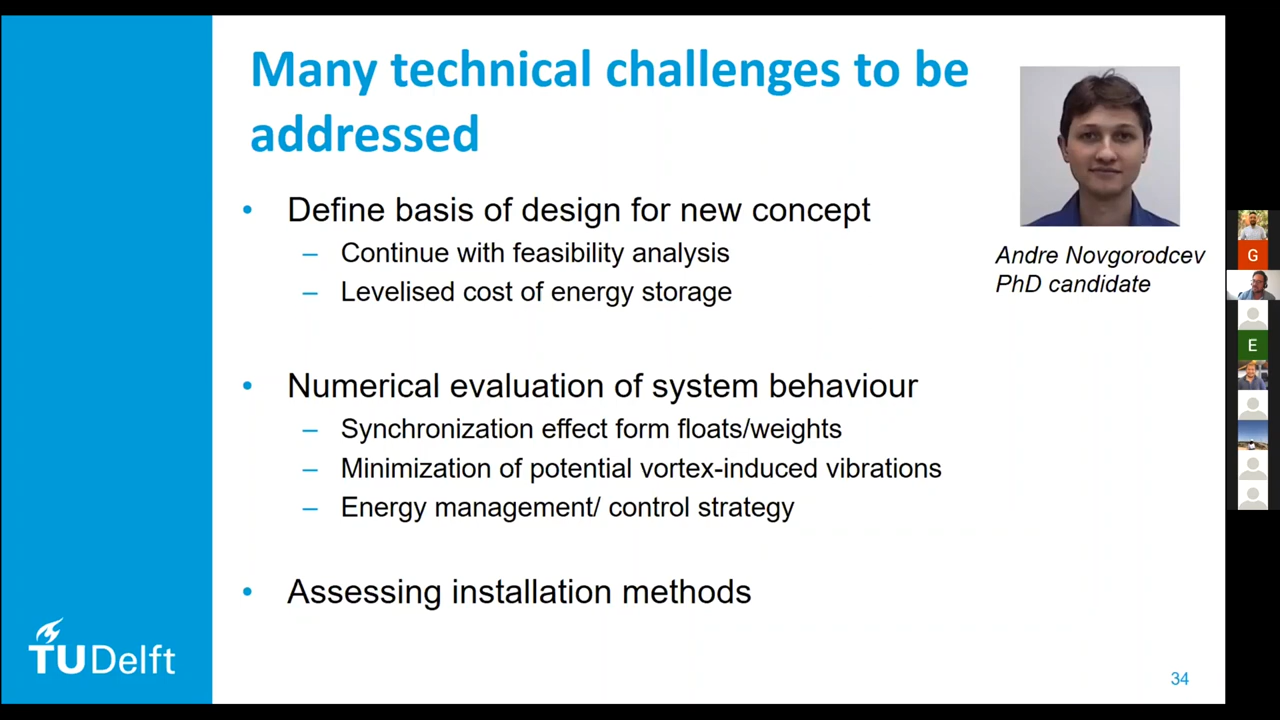 Many technical challenges to be
addressed
• Define basis of design for new concept
– Continue with feasibility analysis
– Levelised cost of energy storage
• Numerical evaluation of system behaviour
– Synchronization effect form floats/weights
– Minimization of potential vortex-induced vibrations
– Energy management/ control strategy
• Assessing installation methods
Andre Novgorodcev
PhD candidate
G
E
TU Delft
34